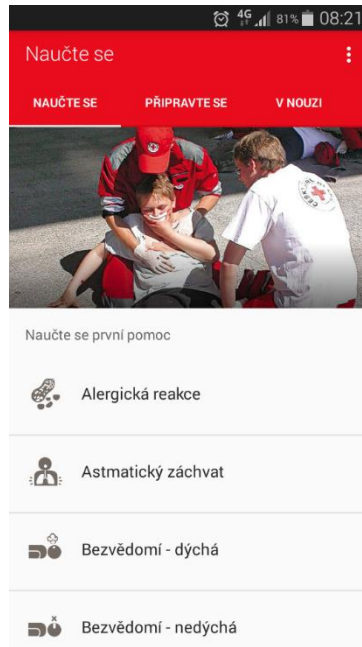 4G 81% 08:21
Naučte se
NAUČTE SE PŘIPRAVTE SE V NOUZI
Naučte se první pomoc
Alergická reakce
Astmatický záchvat
Bezvědomí - dýchá
Bezvědomí - nedýchá